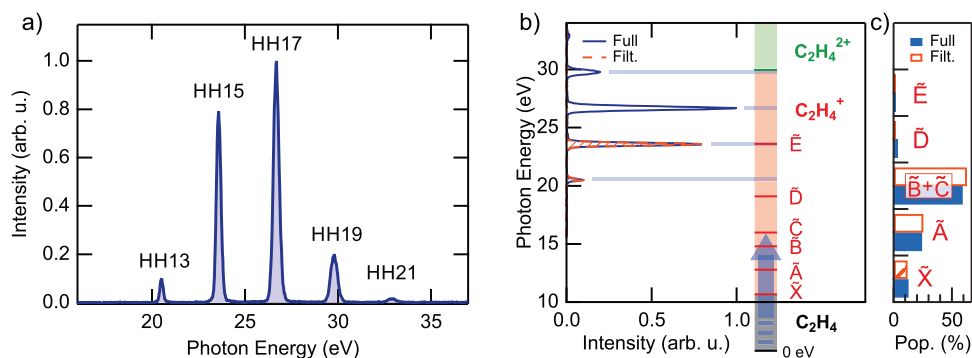 a)
Intensity (arb. u.)
1.0
0.8
0.6
0.4
0.2
0.0
HH13
HH15
HH17
HH19
HH21
20
25
30
35
Photon Energy (eV)
b)
Full
Filt.
Photon Energy (eV)
30
25
20
15
10
0.0
0.5
1.0
Intensity (arb. u.)
C₂H₄²⁺
C₂H₄⁺
Ẽ
D̃
C̃
B̃
Ã
X̃
C₂H₄
0 eV
c)
Full
Filt.
Ẽ
D̃
B̃+C̃
Ã
X̃
0
50
Pop. (%)